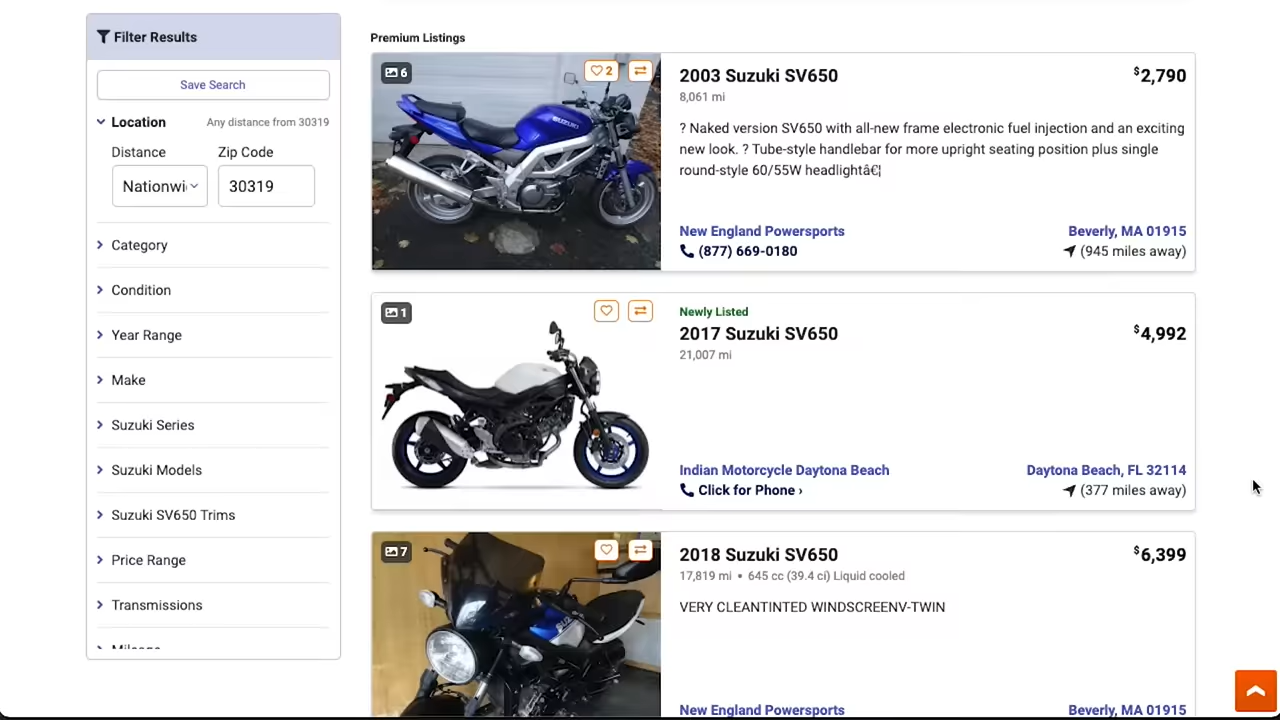 Filter Results
Save Search
Location
Any distance from 30319
Distance
Zip Code
Nationwi
30319
Category
Condition
Year Range
Make
Suzuki Series
Suzuki Models
Suzuki SV650 Trims
Price Range
Transmissions
Mileage
Premium Listings
6
2
2003 Suzuki SV650
$2,790
8,061 mi
? Naked version SV650 with all-new frame electronic fuel injection and an exciting
new look. ? Tube-style handlebar for more upright seating position plus single
round-style 60/55W headlightâ€¦
New England Powersports
Beverly, MA 01915
(877) 669-0180
(945 miles away)
1
Newly Listed
2017 Suzuki SV650
$4,992
21,007 mi
Indian Motorcycle Daytona Beach
Daytona Beach, FL 32114
Click for Phone ›
(377 miles away)
7
2018 Suzuki SV650
$6,399
17,819 mi • 645 cc (39.4 ci) Liquid cooled
VERY CLEANTINTED WINDSCREENV-TWIN
New England Powersports
Beverly, MA 01915